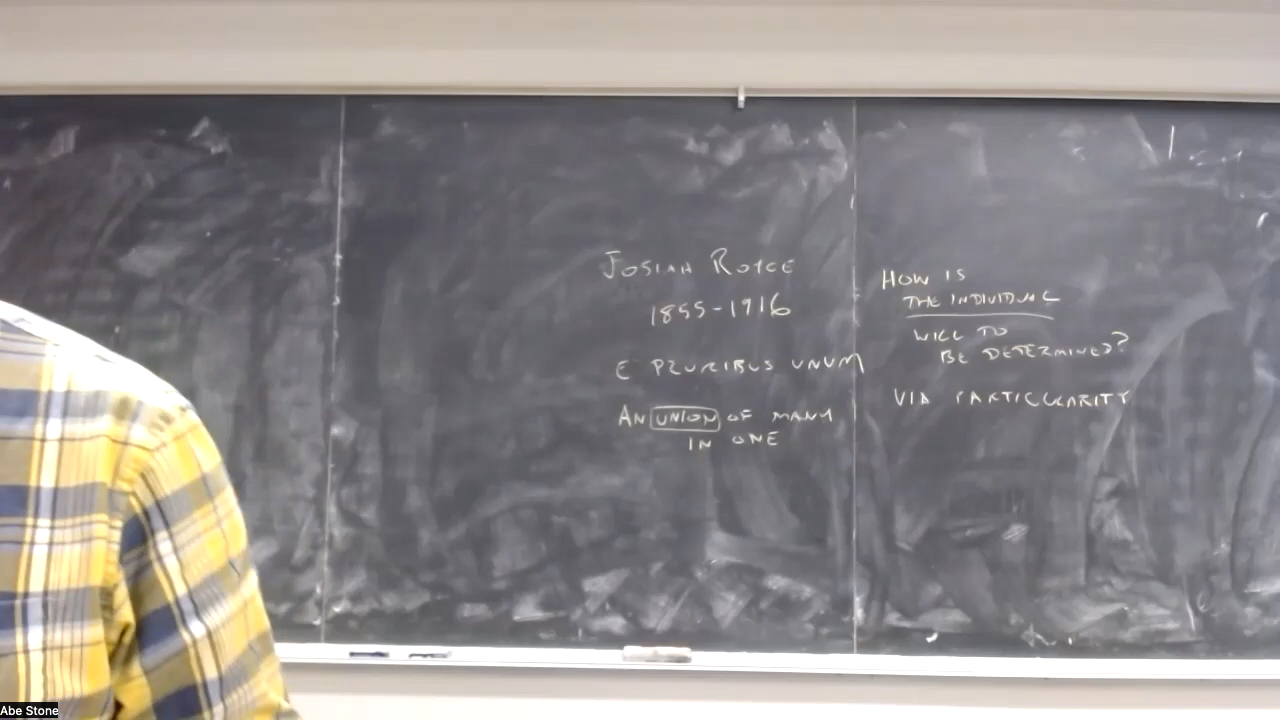 JOSIAH ROYCE
1855-1916
E PLURIBUS UNUM
AN UNION OF MANY
IN ONE
HOW IS
THE INDIVIDUAL
WILL TO
BE DETERMINED?
VIA PARTICULARITY
Abe Stone